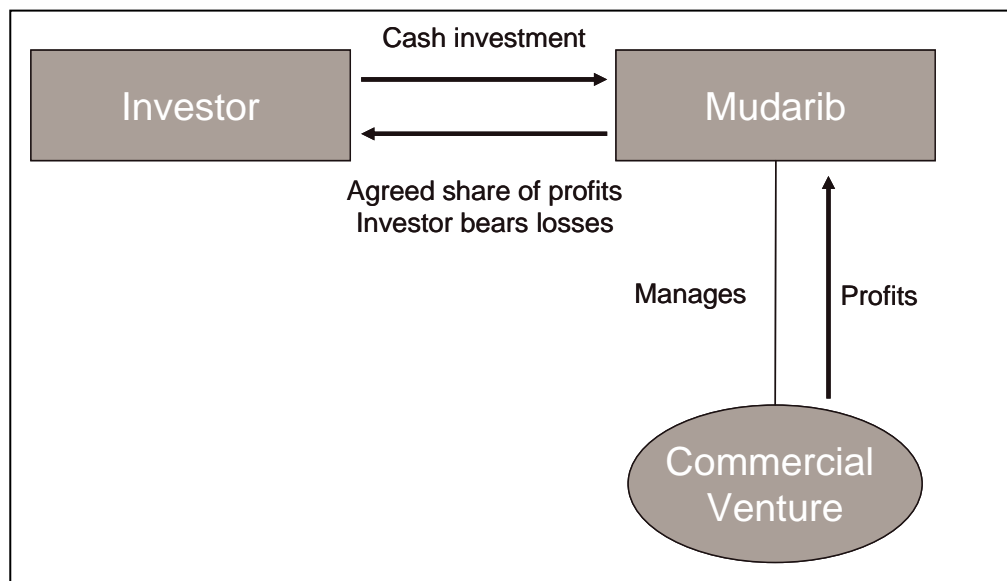 Cash investment
Investor
Mudarib
Agreed share of profits
Investor bears losses
Manages
Profits
Commercial
Venture